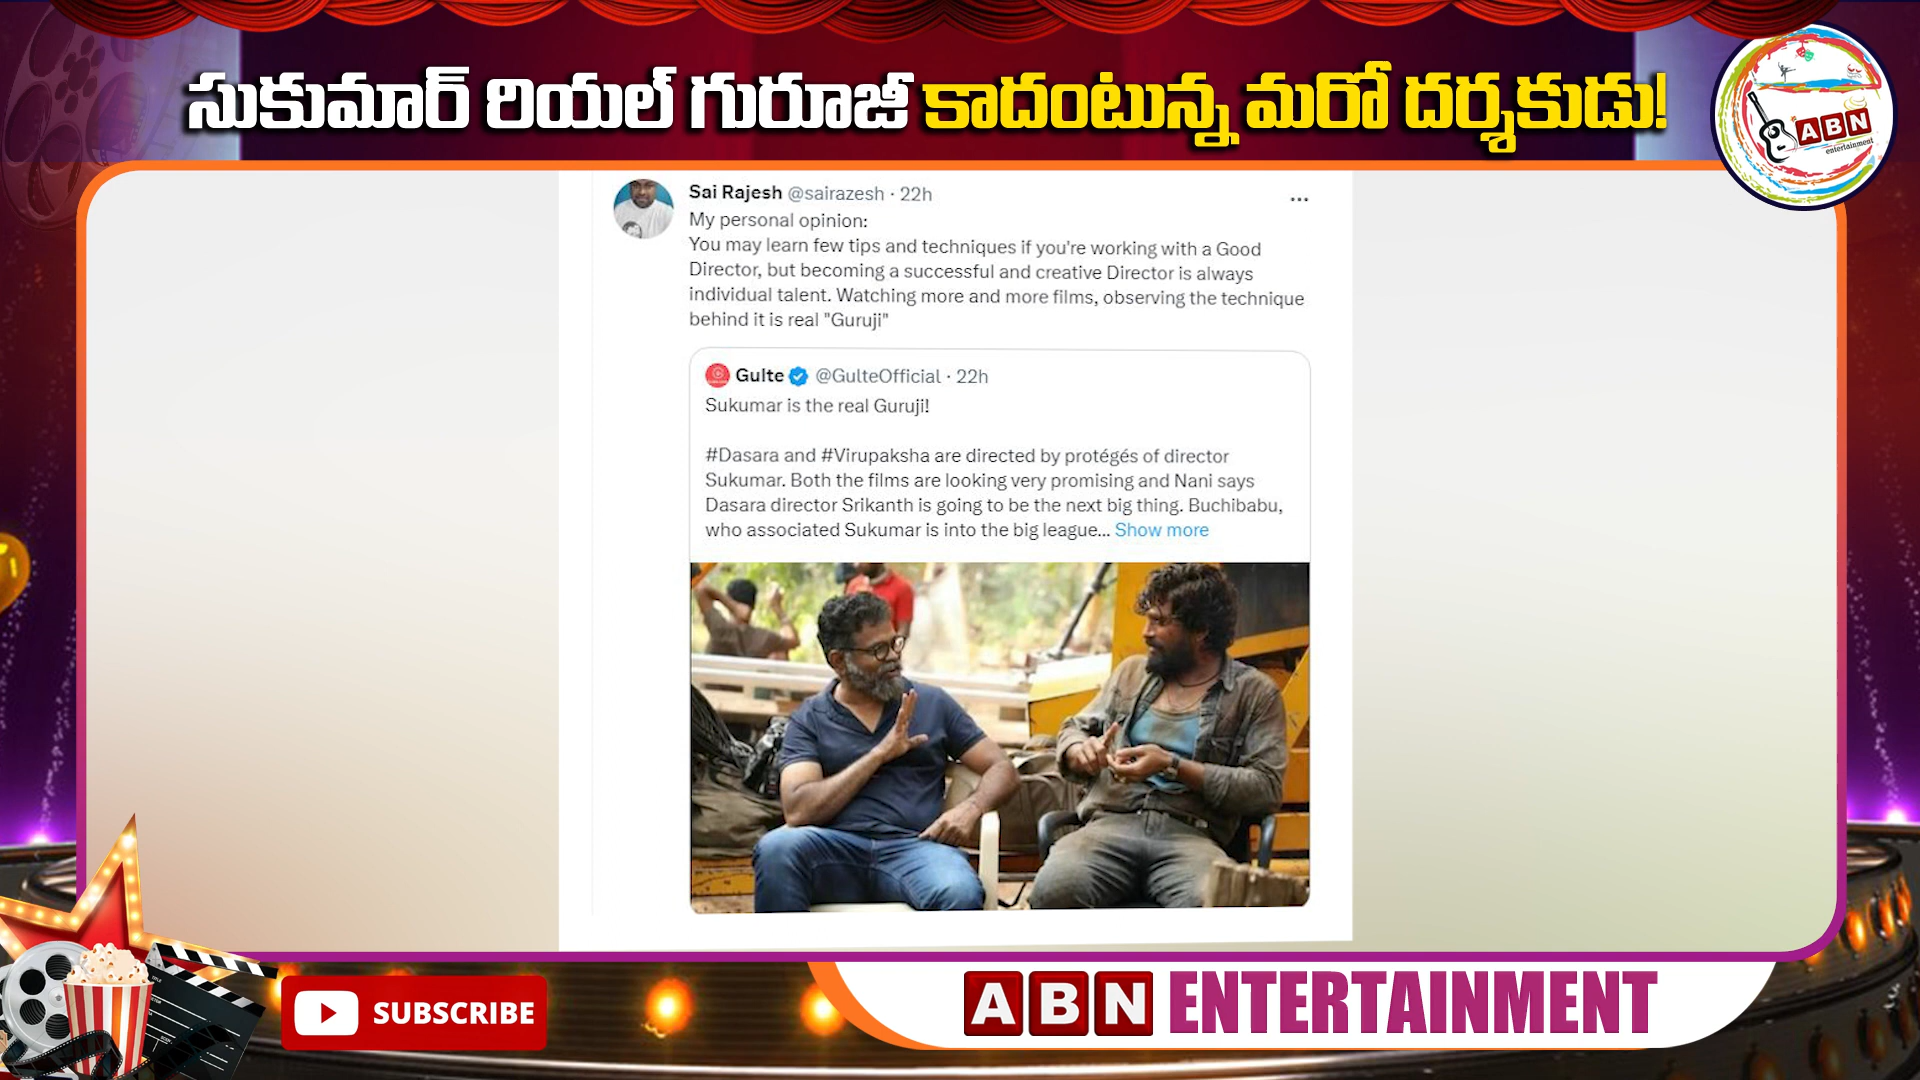 సుకుమార్ రియల్ గురూజీ కాదంటున్న మరో దర్శకుడు!
ABN
entertainment
Sai Rajesh @sairazesh · 22h
My personal opinion:
You may learn few tips and techniques if you're working with a Good
Director, but becoming a successful and creative Director is always
individual talent. Watching more and more films, observing the technique
behind it is real "Guruji"
Gulte @GulteOfficial · 22h
Sukumar is the real Guruji!
#Dasara and #Virupaksha are directed by protégés of director
Sukumar. Both the films are looking very promising and Nani says
Dasara director Srikanth is going to be the next big thing. Buchibabu,
who associated Sukumar is into the big league... Show more
SUBSCRIBE
ABN ENTERTAINMENT